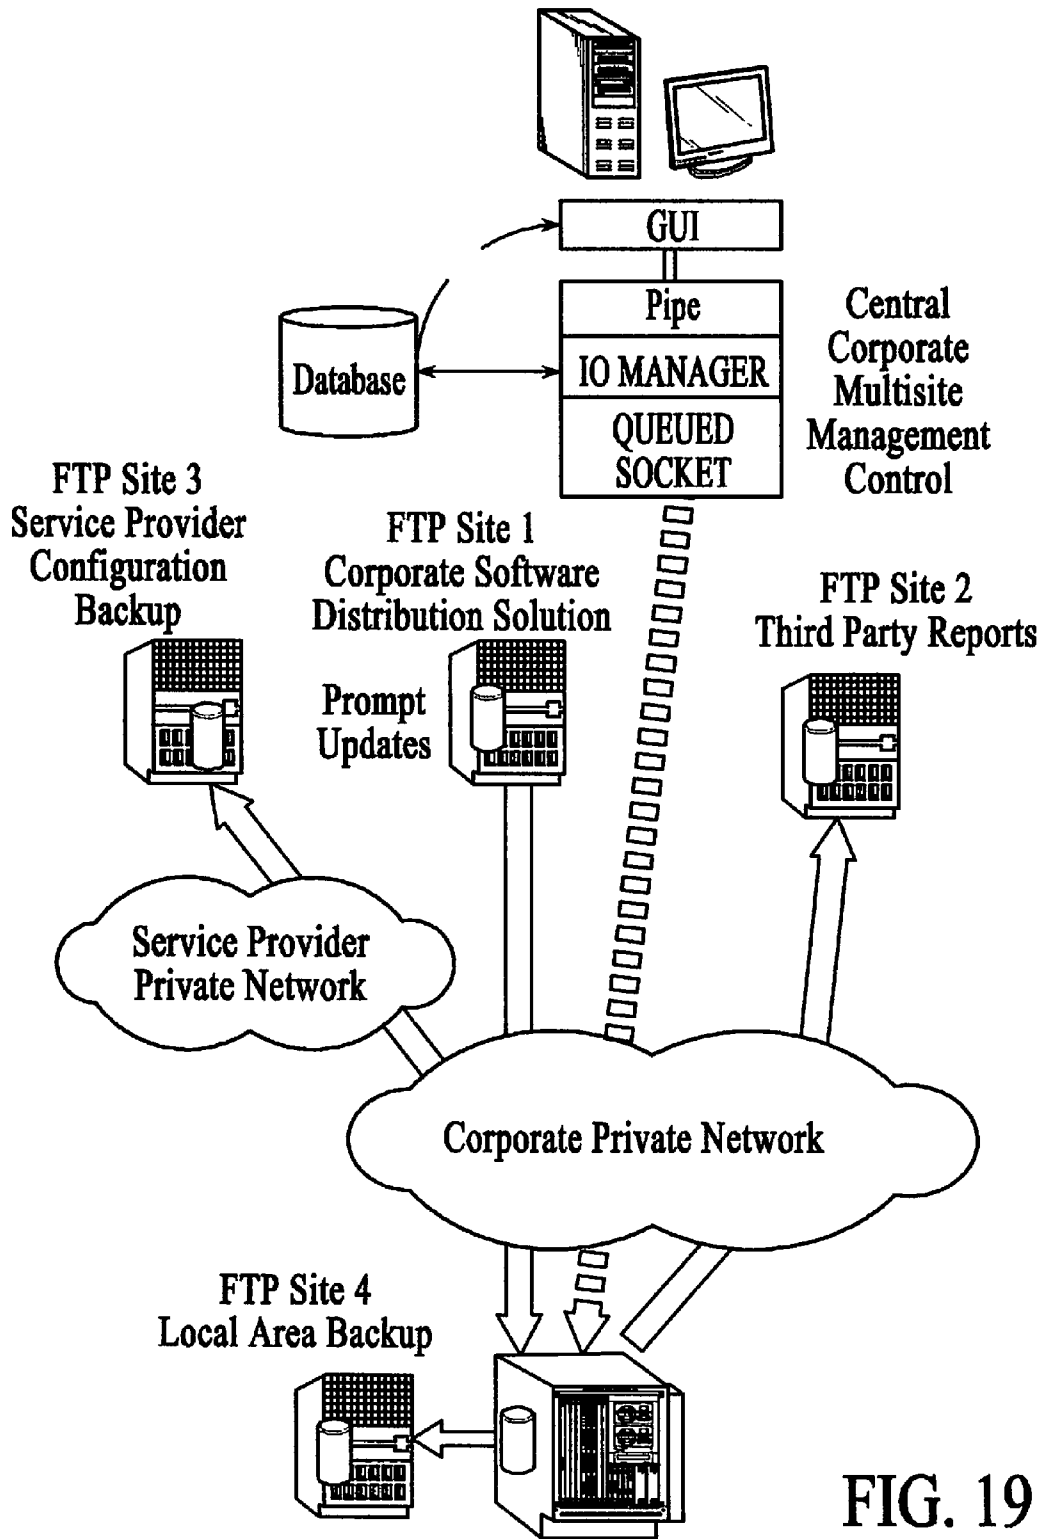 GUI
Pipe
IO MANAGER
QUEUED
SOCKET
Database
Central
Corporate
Multisite
Management
Control
FTP Site 3
Service Provider
Configuration
Backup
FTP Site 1
Corporate Software
Distribution Solution
Prompt
Updates
FTP Site 2
Third Party Reports
Service Provider
Private Network
Corporate Private Network
FTP Site 4
Local Area Backup
FIG. 19